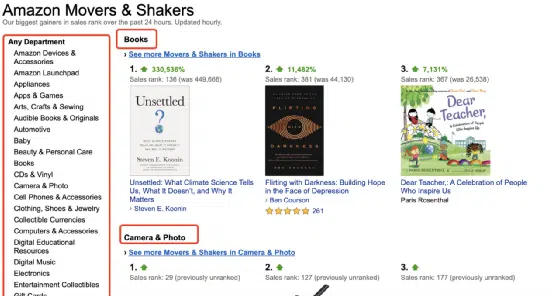 Amazon Movers & Shakers
Our biggest gainers in sales rank over the past 24 hours. Updated hourly.
Any Department
Amazon Devices &
Accessories
Amazon Launchpad
Appliances
Apps & Games
Arts, Crafts & Sewing
Audible Books & Originals
Automotive
Baby
Beauty & Personal Care
Books
CDs & Vinyl
Camera & Photo
Cell Phones & Accessories
Clothing, Shoes & Jewelry
Collectible Currencies
Computers & Accessories
Digital Educational
Resources
Digital Music
Electronics
Entertainment Collectibles
Gift Cards
Books
› See more Movers & Shakers in Books
1. 330,536%
Sales rank: 136 (was 449,666)
Unsettled
Steven E. Koonin
Unsettled: What Climate Science Tells
Us, What It Doesn't, and Why It
Matters
› Steven E. Koonin
2. 11,482%
Sales rank: 381 (was 44,130)
FLIRTING
WITH
DARKNESS
Flirting with Darkness: Building Hope
in the Face of Depression
› Ben Courson
261
3. 7,131%
Sales rank: 367 (was 26,538)
Dear
Teacher,
Dear Teacher,: A Celebration of People
Who Inspire Us
Paris Rosenthal
Camera & Photo
› See more Movers & Shakers in Camera & Photo
1.
Sales rank: 29 (previously unranked)
2.
Sales rank: 127 (previously unranked)
3.
Sales rank: 177 (previously unranked)